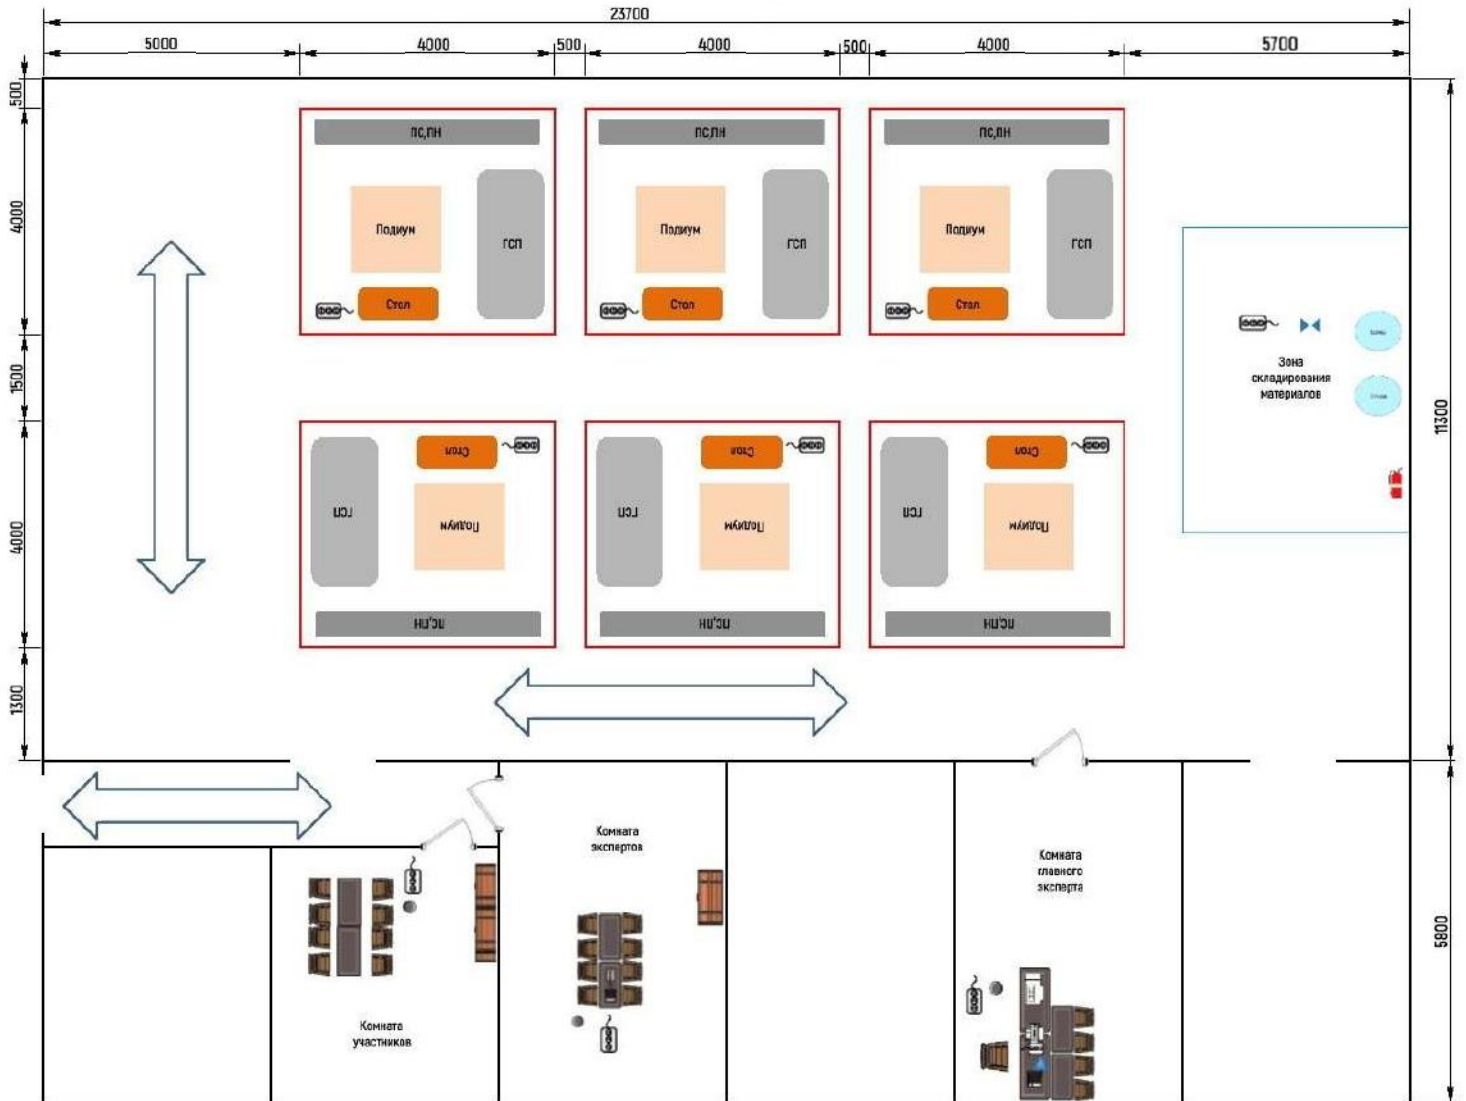 23700
5000
4000
500
4000
500
4000
5700
500
4000
1500
4000
1300
11300
5800
ПС,ПН
ПС,ПН
ПС,ПН
Подиум
ГСП
Подиум
ГСП
Подиум
ГСП
Стол
Стол
Стол
Зона
складирования
материалов
Стол
Стол
Стол
ГСП
Подиум
ГСП
Подиум
ГСП
Подиум
ПС,ПН
ПС,ПН
ПС,ПН
Комната
экспертов
Комната
главного
эксперта
Комната
участников